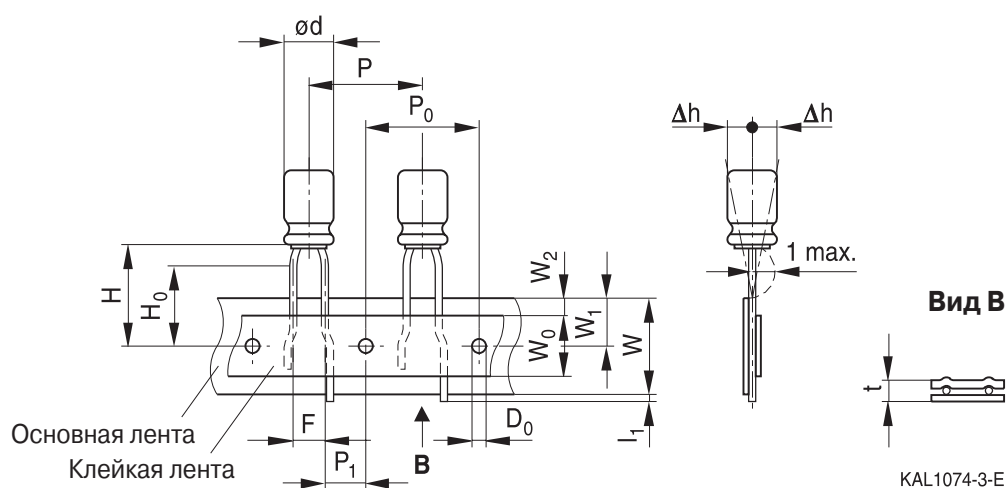 ød
P
P₀
Δh
Δh
1 max.
H
H₀
W₂
W₁
W₀
W
Вид B
t
Основная лента
Клейкая лента
F
P₁
B
D₀
l₁
KAL1074-3-E